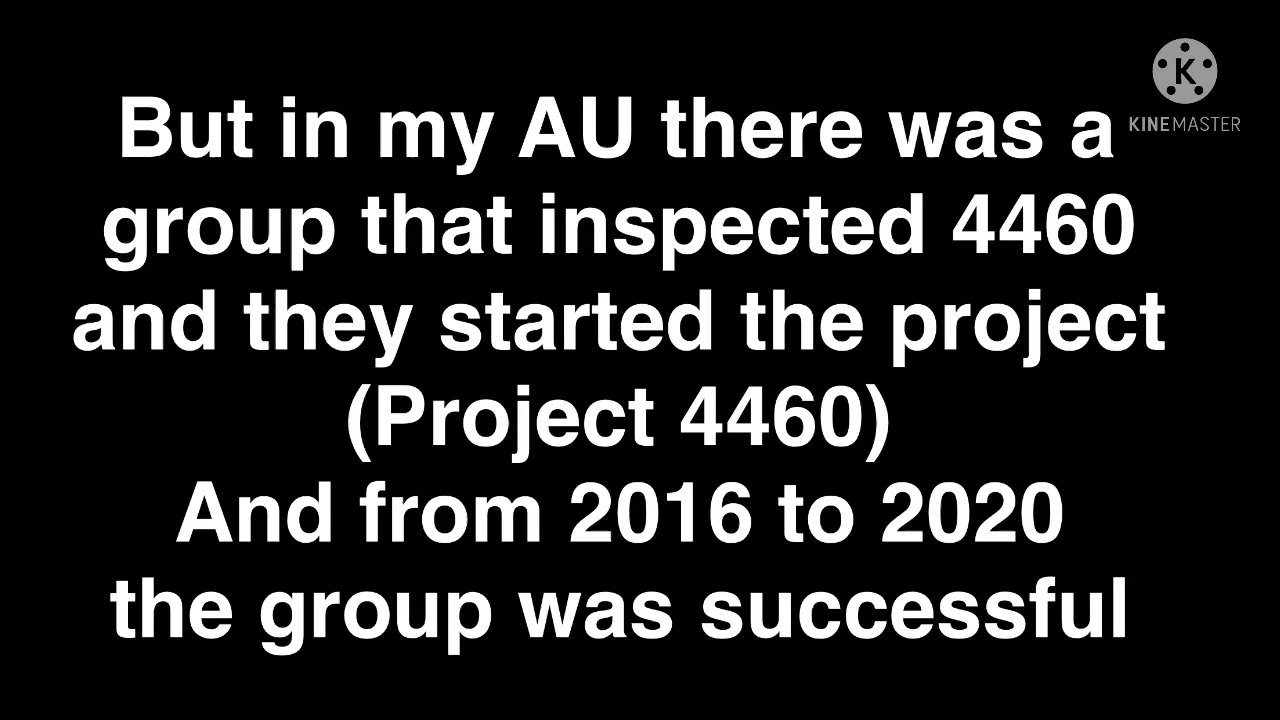 But in my AU there was a
group that inspected 4460
and they started the project
(Project 4460)
And from 2016 to 2020
the group was successful
K
KINEMASTER